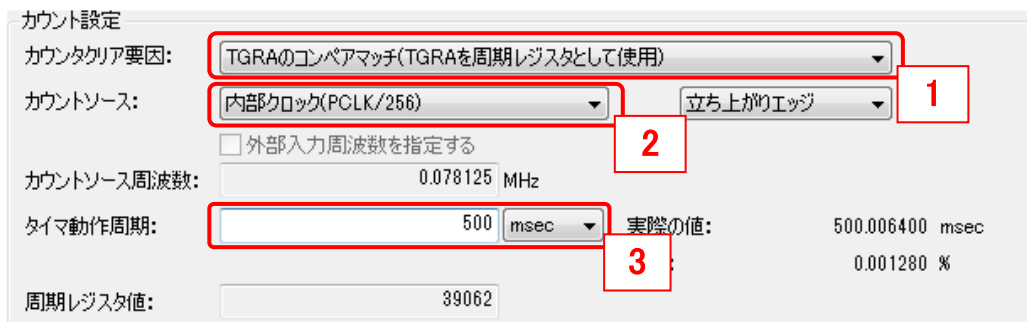 カウント設定
カウンタクリア要因: TGRAのコンペアマッチ(TGRAを周期レジスタとして使用)
1
カウントソース: 内部クロック(PCLK/256) 立ち上がりエッジ
2
外部入力周波数を指定する
カウントソース周波数: 0.078125 MHz
タイマ動作周期: 500 msec 実際の値: 500.006400 msec
3
: 0.001280 %
周期レジスタ値: 39062